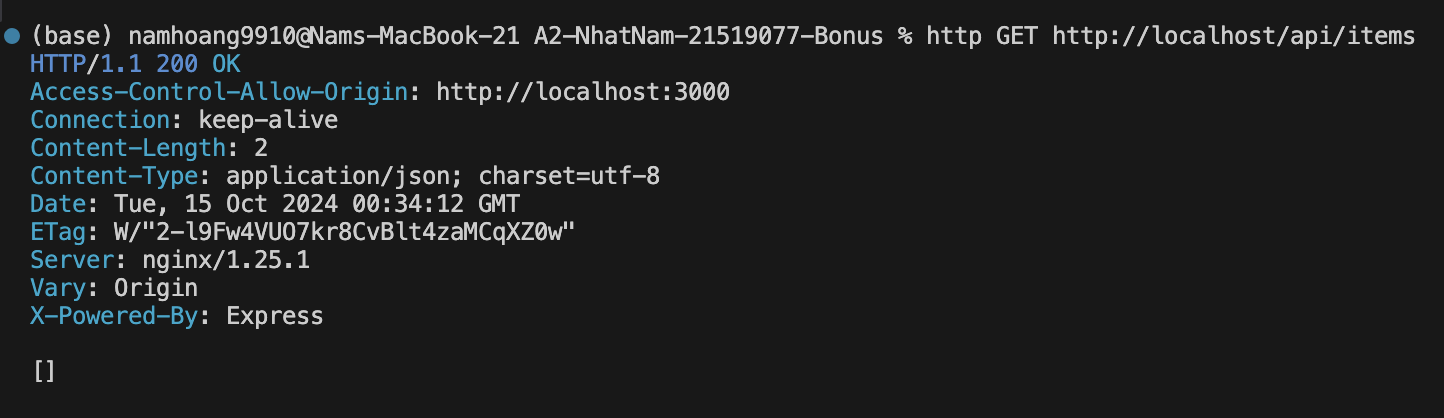 (base) namhoang9910@Nams-MacBook-21 A2-NhatNam-21519077-Bonus % http GET http://localhost/api/items
HTTP/1.1 200 OK
Access-Control-Allow-Origin: http://localhost:3000
Connection: keep-alive
Content-Length: 2
Content-Type: application/json; charset=utf-8
Date: Tue, 15 Oct 2024 00:34:12 GMT
ETag: W/"2-l9Fw4VUO7kr8CvBlt4zaMCqXZ0w"
Server: nginx/1.25.1
Vary: Origin
X-Powered-By: Express
[]